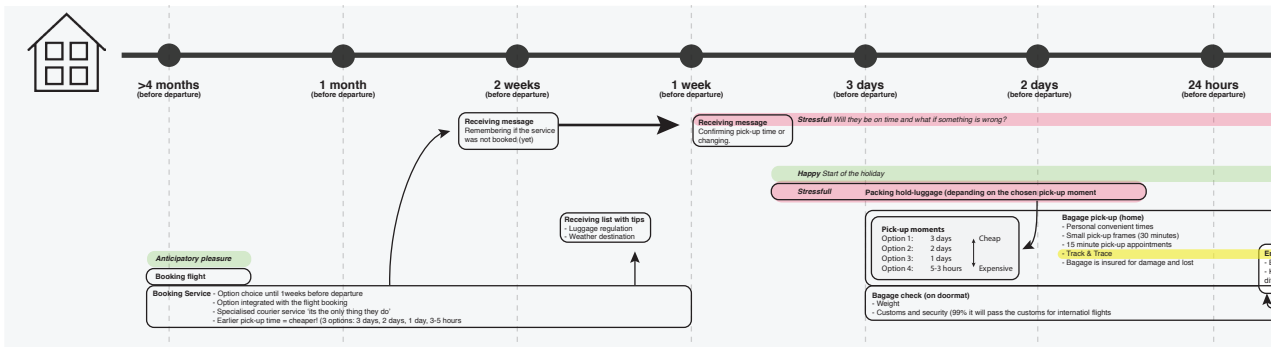 >4 months
(before departure)
1 month
(before departure)
2 weeks
(before departure)
1 week
(before departure)
3 days
(before departure)
2 days
(before departure)
24 hours
(before departure)
Receiving message
Remembering if the service
was not booked (yet)
Receiving message
Confirming pick-up time or
changing.
Stressfull Will they be on time and what if something is wrong?
Happy Start of the holiday
Stressfull Packing hold-luggage (depanding on the chosen pick-up moment
Receiving list with tips
- Luggage regulation
- Weather destination
Pick-up moments
Option 1: 3 days Cheap
Option 2: 2 days
Option 3: 1 days
Option 4: 5-3 hours Expensive
Bagage pick-up (home)
- Personal convenient times
- Small pick-up frames (30 minutes)
- 15 minute pick-up appointments
- Track & Trace
- Bagage is insured for damage and lost
Anticipatory pleasure
Booking flight
Booking Service - Option choice until 1weeks before departure
- Option integrated with the flight booking
- Specialised courier service 'its the only thing they do'
- Earlier pick-up time = cheaper! (3 options: 3 days, 2 days, 1 day, 3-5 hours
Bagage check (on doormat)
- Weight
- Customs and security (99% it will pass the customs for internatiol flights